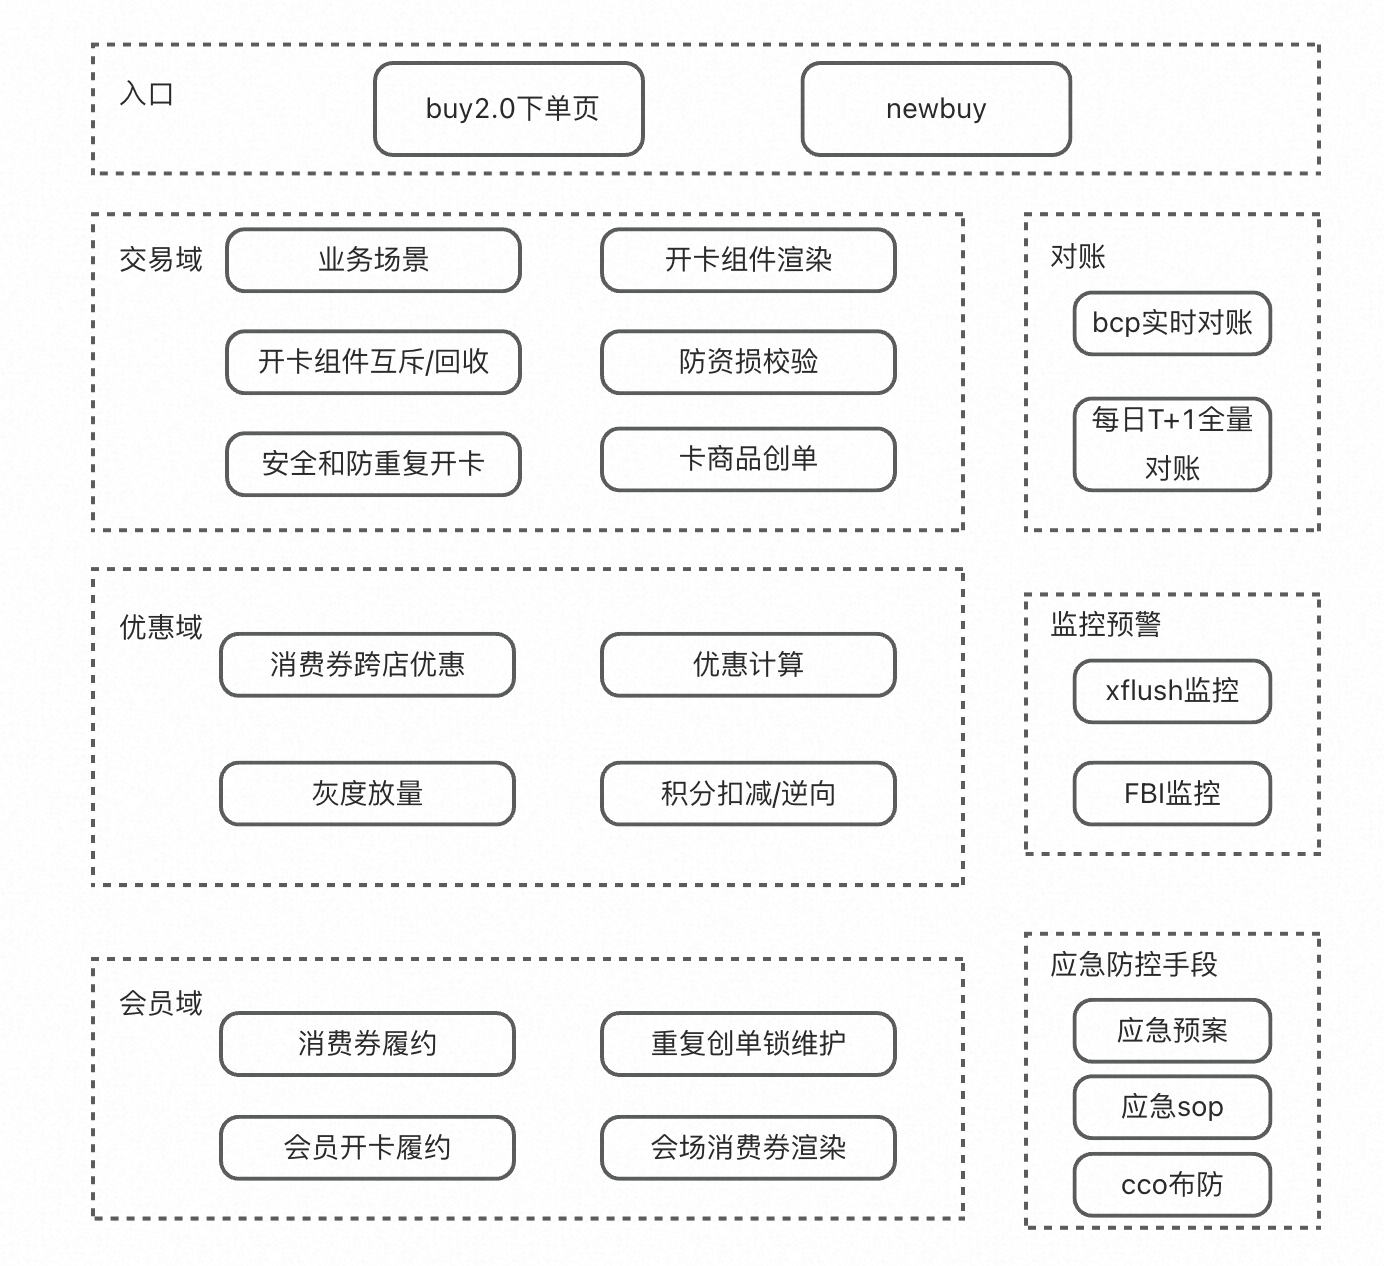 入口
buy2.0下单页
newbuy
交易域
业务场景
开卡组件渲染
开卡组件互斥/回收
防资损校验
安全和防重复开卡
卡商品创单
对账
bcp实时对账
每日T+1全量
对账
优惠域
消费券跨店优惠
优惠计算
灰度放量
积分扣减/逆向
监控预警
xflush监控
FBI监控
会员域
消费券履约
重复创单锁维护
会员开卡履约
会场消费券渲染
应急防控手段
应急预案
应急sop
cco布防